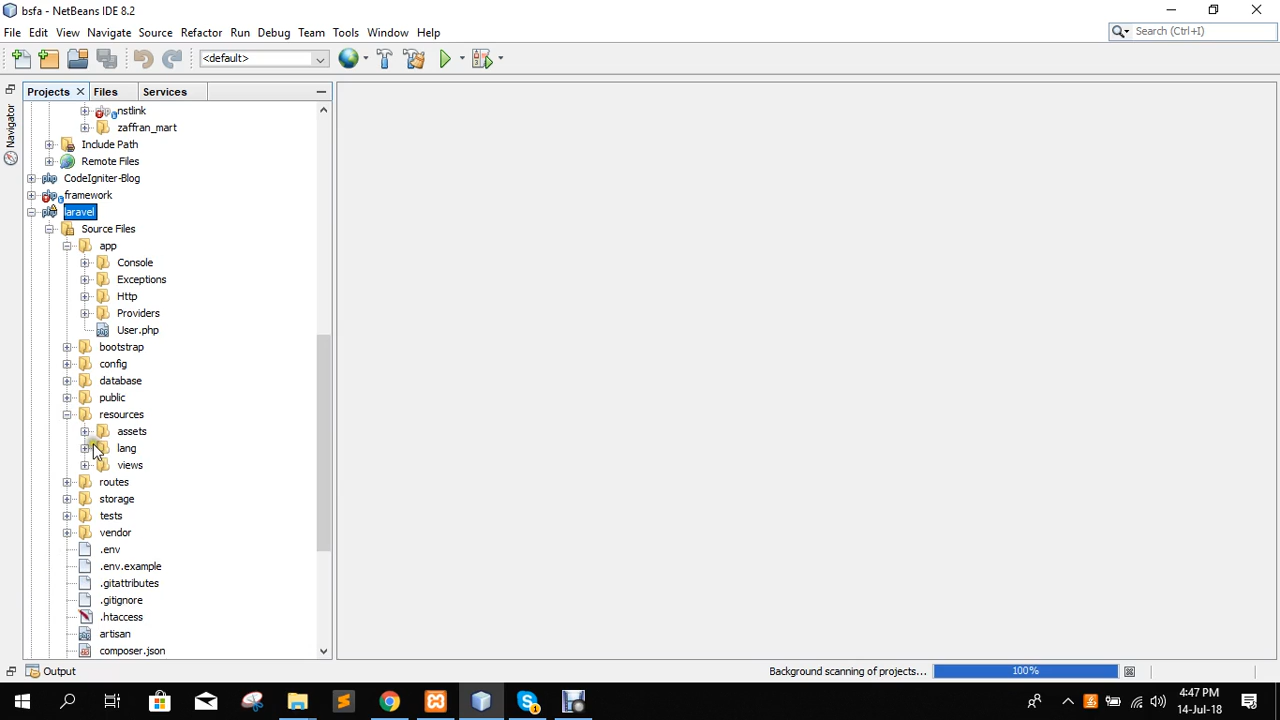 bsfa - NetBeans IDE 8.2
File Edit View Navigate Source Refactor Run Debug Team Tools Window Help
Search (Ctrl+I)
<default>
Projects Files Services
Navigator
nstlink
zaffran_mart
Include Path
Remote Files
CodeIgniter-Blog
framework
laravel
Source Files
app
Console
Exceptions
Http
Providers
User.php
bootstrap
config
database
public
resources
assets
lang
views
routes
storage
tests
vendor
.env
.env.example
.gitattributes
.gitignore
.htaccess
artisan
composer.json
Output
Background scanning of projects... 100%
4:47 PM
14-Jul-18